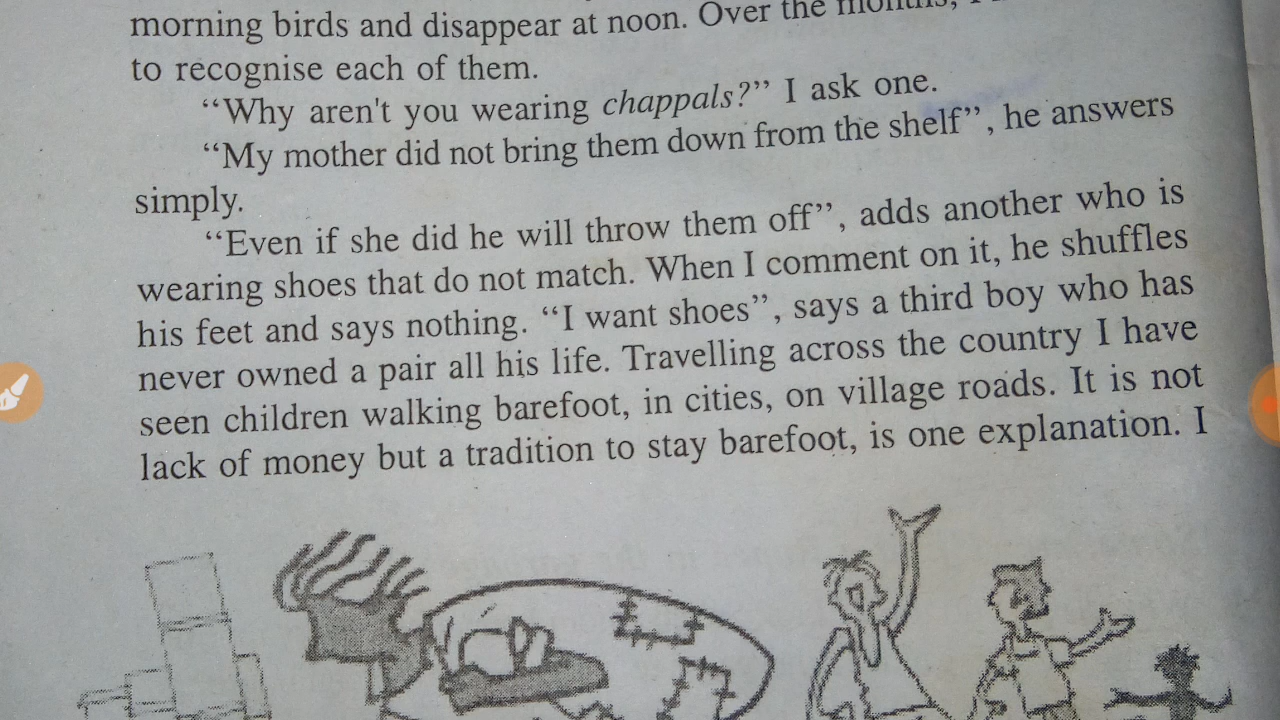 morning birds and disappear at noon. Over the months, I
to recognise each of them.
“Why aren't you wearing chappals?” I ask one.
“My mother did not bring them down from the shelf”, he answers
simply.
“Even if she did he will throw them off”, adds another who is
wearing shoes that do not match. When I comment on it, he shuffles
his feet and says nothing. “I want shoes”, says a third boy who has
never owned a pair all his life. Travelling across the country I have
seen children walking barefoot, in cities, on village roads. It is not
lack of money but a tradition to stay barefoot, is one explanation. I